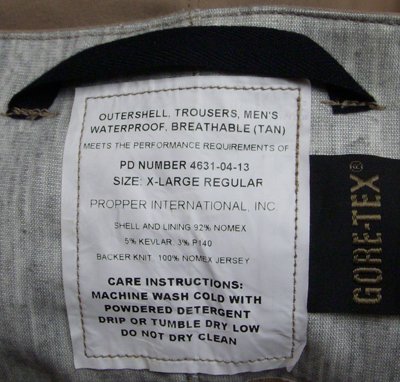 OUTERSHELL, TROUSERS, MEN'S
WATERPROOF, BREATHABLE (TAN)
MEETS THE PERFORMANCE REQUIREMENTS OF
PD NUMBER 4631-04-13
SIZE: X-LARGE REGULAR
PROPPER INTERNATIONAL, INC
SHELL AND LINING 92% NOMEX
5% KEVLAR 3% P140
BACKER KNIT 100% NOMEX JERSEY
CARE INSTRUCTIONS:
MACHINE WASH COLD WITH
POWDERED DETERGENT
DRIP OR TUMBLE DRY LOW
DO NOT DRY CLEAN
GORE-TEX®